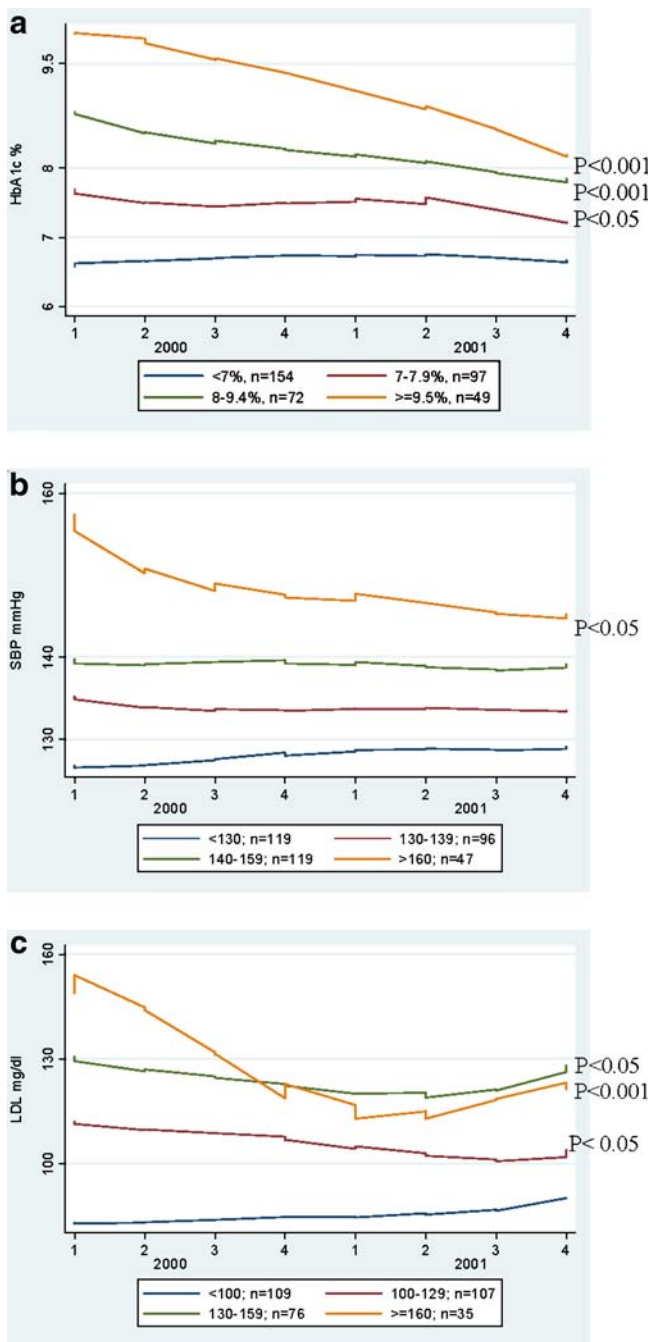 a
HbA1c %
9.5
8
7
6
P<0.001
P<0.001
P<0.05
1 2 3 4 1 2 3 4
2000 2001
<7%, n=154 7-7.9%, n=97
8-9.4%, n=72 >=9.5%, n=49
b
SBP mmHg
160
140
130
P<0.05
1 2 3 4 1 2 3 4
2000 2001
<130; n=119 130-139; n=96
140-159; n=119 >160; n=47
c
LDL mg/dl
160
130
100
P<0.05
P<0.001
P<0.05
1 2 3 4 1 2 3 4
2000 2001
<100; n=109 100-129; n=107
130-159; n=76 >=160; n=35